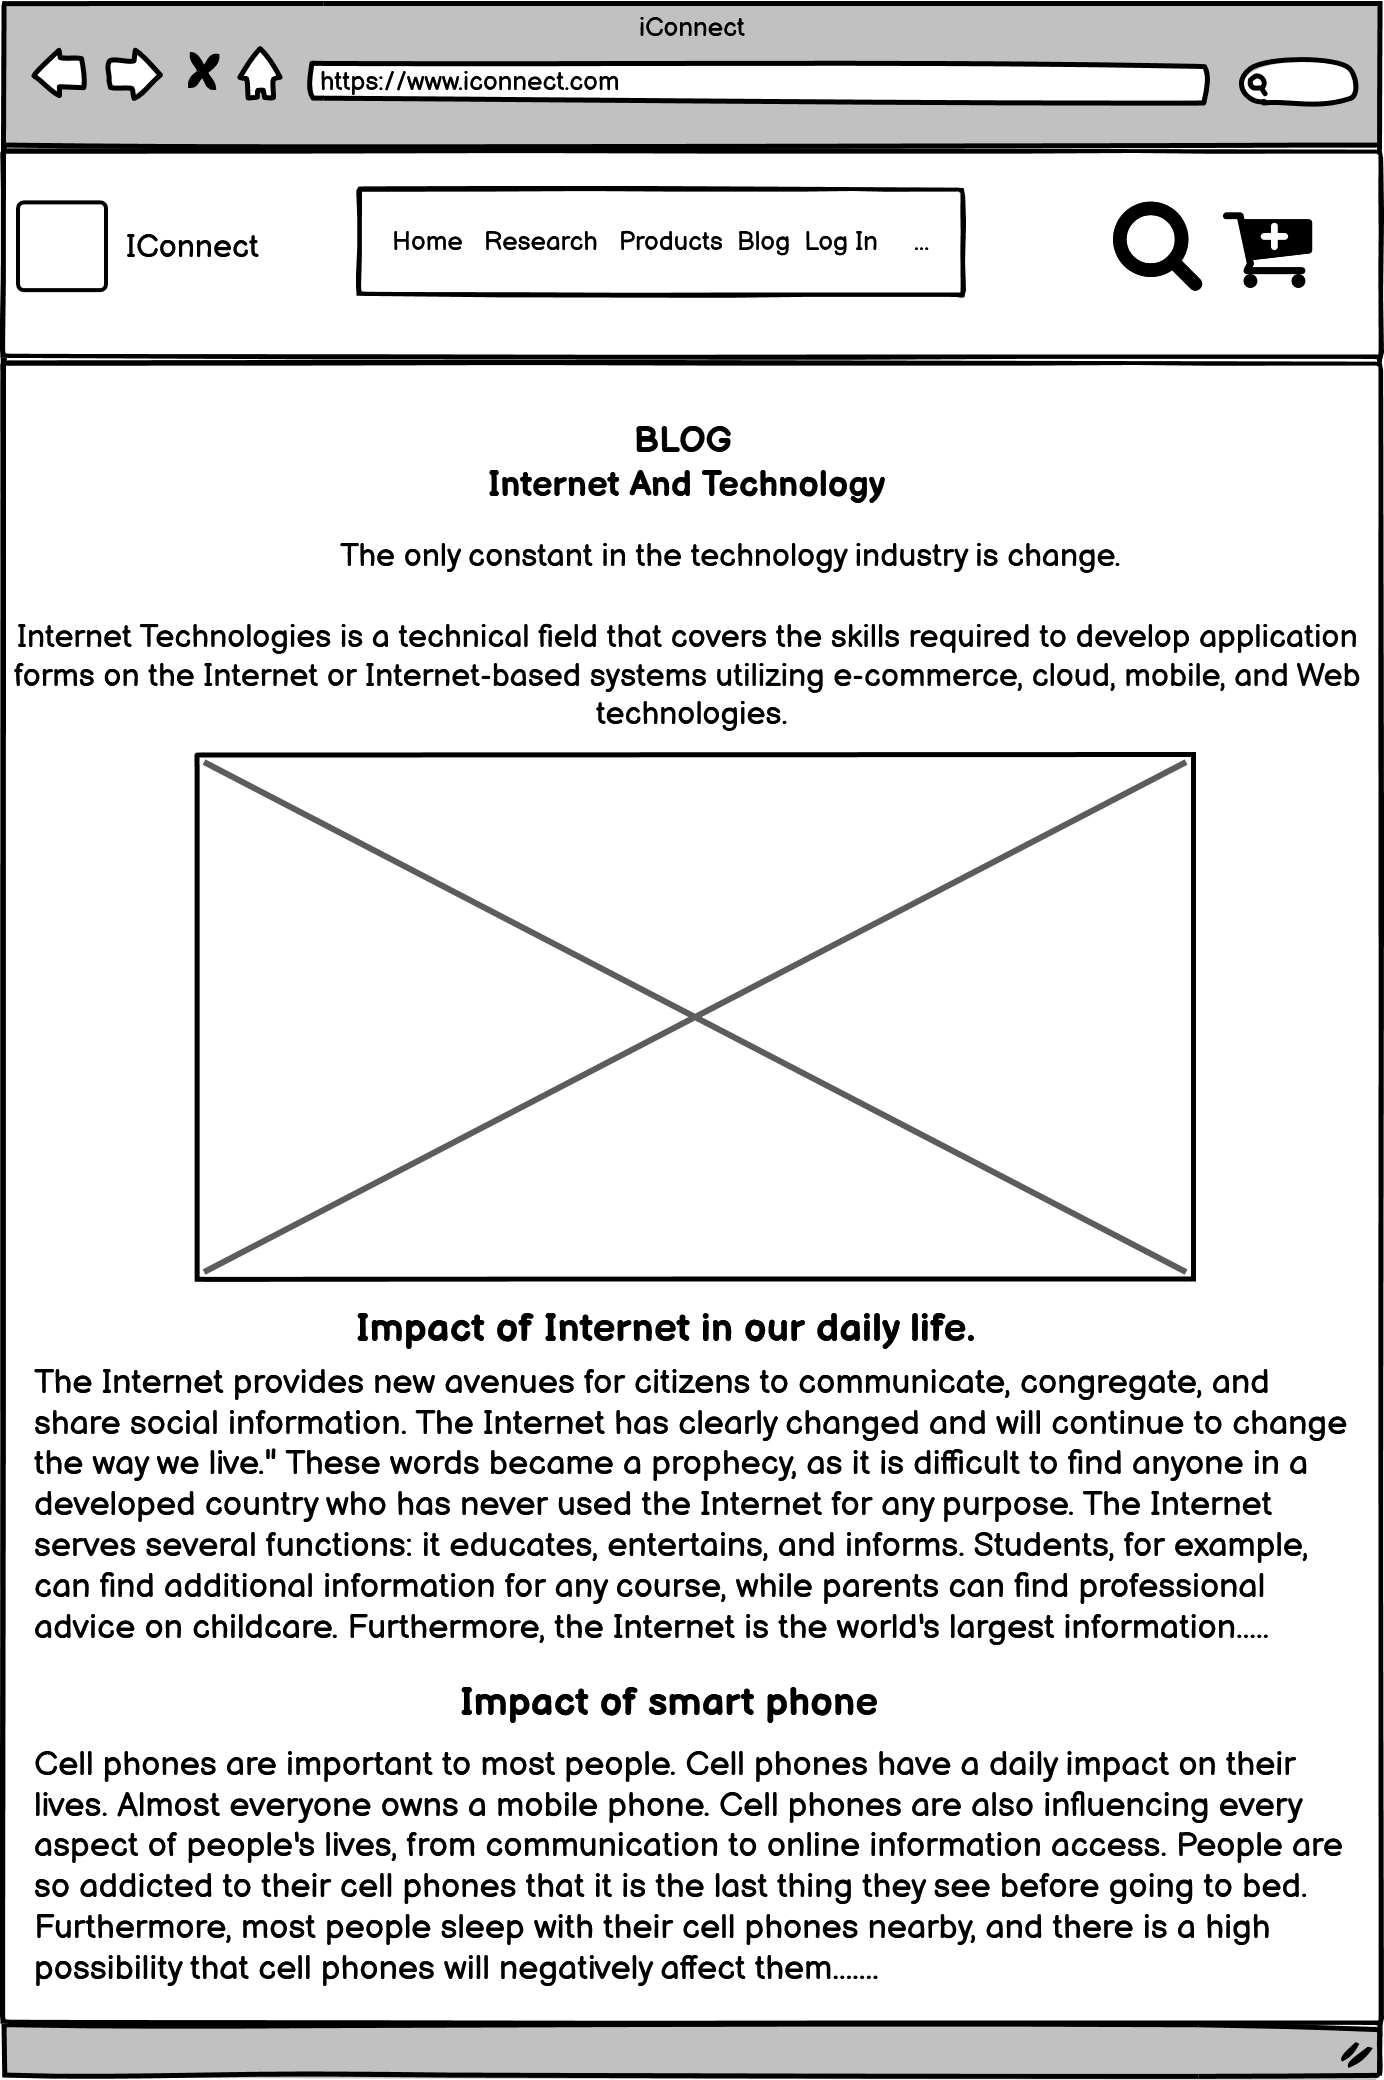 iConnect
https://www.iconnect.com
IConnect
Home Research Products Blog Log In ...
BLOG
Internet And Technology
The only constant in the technology industry is change.
Internet Technologies is a technical field that covers the skills required to develop application
forms on the Internet or Internet-based systems utilizing e-commerce, cloud, mobile, and Web
technologies.
Impact of Internet in our daily life.
The Internet provides new avenues for citizens to communicate, congregate, and
share social information. The Internet has clearly changed and will continue to change
the way we live." These words became a prophecy, as it is difficult to find anyone in a
developed country who has never used the Internet for any purpose. The Internet
serves several functions: it educates, entertains, and informs. Students, for example,
can find additional information for any course, while parents can find professional
advice on childcare. Furthermore, the Internet is the world's largest information.....
Impact of smart phone
Cell phones are important to most people. Cell phones have a daily impact on their
lives. Almost everyone owns a mobile phone. Cell phones are also influencing every
aspect of people's lives, from communication to online information access. People are
so addicted to their cell phones that it is the last thing they see before going to bed.
Furthermore, most people sleep with their cell phones nearby, and there is a high
possibility that cell phones will negatively affect them.......